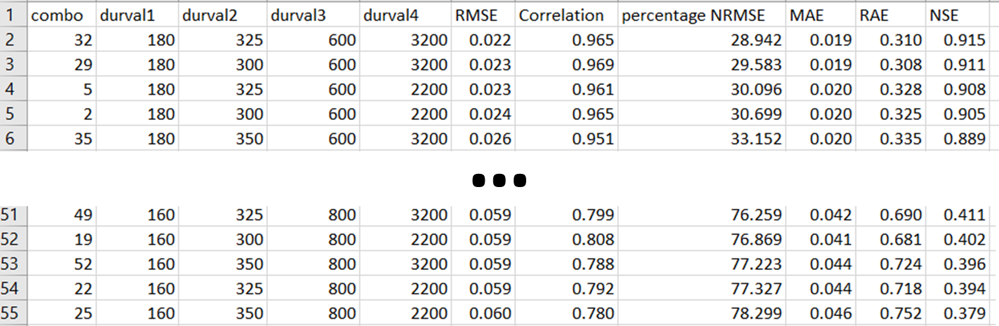 1 combo durval1 durval2 durval3 durval4 RMSE Correlation percentage NRMSE MAE RAE NSE
2 32 180 325 600 3200 0.022 0.965 28.942 0.019 0.310 0.915
3 29 180 300 600 3200 0.023 0.969 29.583 0.019 0.308 0.911
4 5 180 325 600 2200 0.023 0.961 30.096 0.020 0.328 0.908
5 2 180 300 600 2200 0.024 0.965 30.699 0.020 0.325 0.905
6 35 180 350 600 3200 0.026 0.951 33.152 0.020 0.335 0.889
...
51 49 160 325 800 3200 0.059 0.799 76.259 0.042 0.690 0.411
52 19 160 300 800 2200 0.059 0.808 76.869 0.041 0.681 0.402
53 52 160 350 800 3200 0.059 0.788 77.223 0.044 0.724 0.396
54 22 160 325 800 2200 0.059 0.792 77.327 0.044 0.718 0.394
55 25 160 350 800 2200 0.060 0.780 78.299 0.046 0.752 0.379